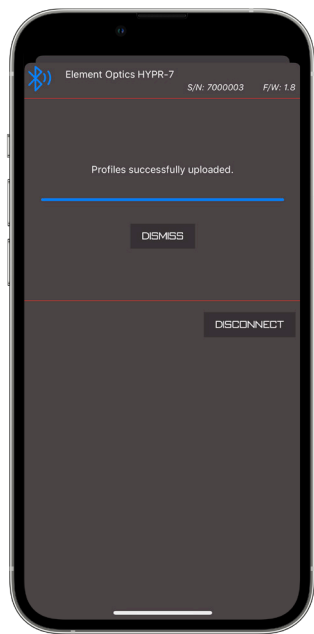 Element Optics HYPR-7
S/N: 7000003 F/W: 1.8
Profiles successfully uploaded.
DISMISS
DISCONNECT